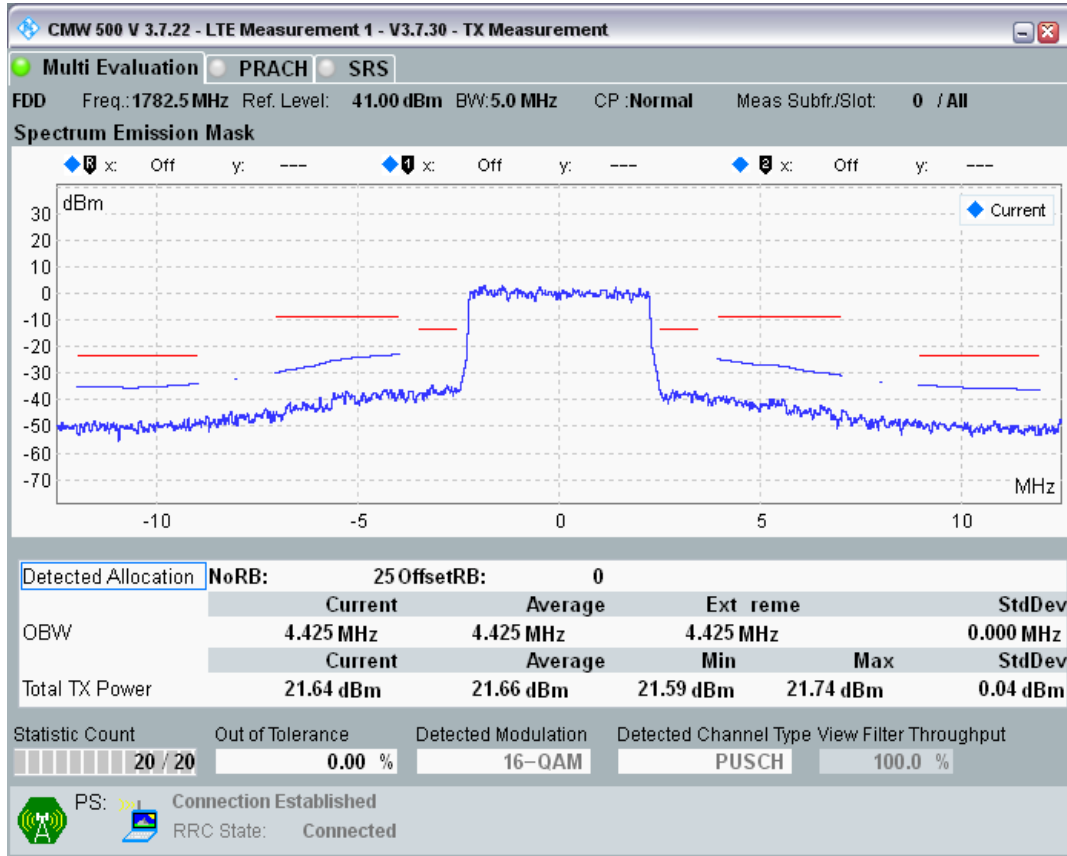 CMW 500 V 3.7.22 - LTE Measurement 1 - V3.7.30 - TX Measurement
Multi Evaluation PRACH SRS
FDD Freq.:1782.5 MHz Ref. Level: 41.00 dBm BW:5.0 MHz CP :Normal Meas Subfr./Slot: 0 / All
Spectrum Emission Mask
R x: Off y: --- 1 x: Off y: --- 2 x: Off y: ---
dBm
Current
30
20
10
0
-10
-20
-30
-40
-50
-60
-70
MHz
-10 -5 0 5 10
Detected Allocation NoRB: 25 OffsetRB: 0
Current Average Ext reme StdDev
OBW 4.425 MHz 4.425 MHz 4.425 MHz 0.000 MHz
Current Average Min Max StdDev
Total TX Power 21.64 dBm 21.66 dBm 21.59 dBm 21.74 dBm 0.04 dBm
Statistic Count Out of Tolerance Detected Modulation Detected Channel Type View Filter Throughput
20 / 20 0.00 % 16-QAM PUSCH 100.0 %
PS: Connection Established
RRC State: Connected